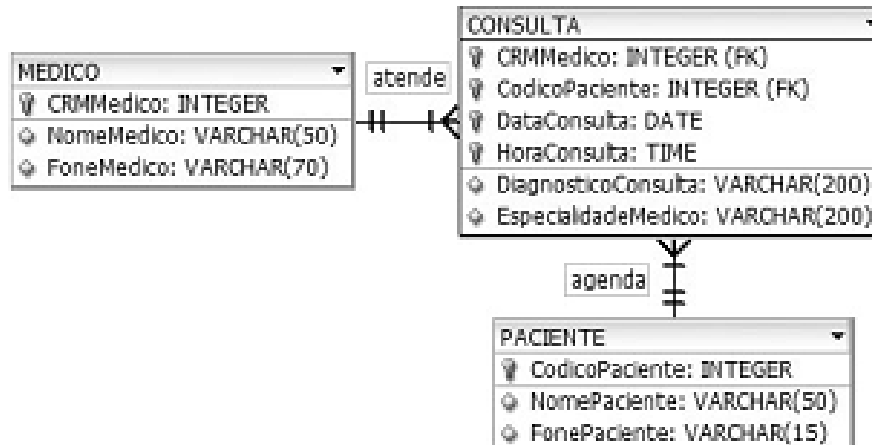 MEDICO
CRMMedico: INTEGER
NomeMedico: VARCHAR(50)
FoneMedico: VARCHAR(70)
atende
CONSULTA
CRMMedico: INTEGER (FK)
CodicoPaciente: INTEGER (FK)
DataConsulta: DATE
HoraConsulta: TIME
DiagnosticoConsulta: VARCHAR(200)
EspecialidadeMedico: VARCHAR(200)
agenda
PACIENTE
CodicoPaciente: INTEGER
NomePaciente: VARCHAR(50)
FonePaciente: VARCHAR(15)